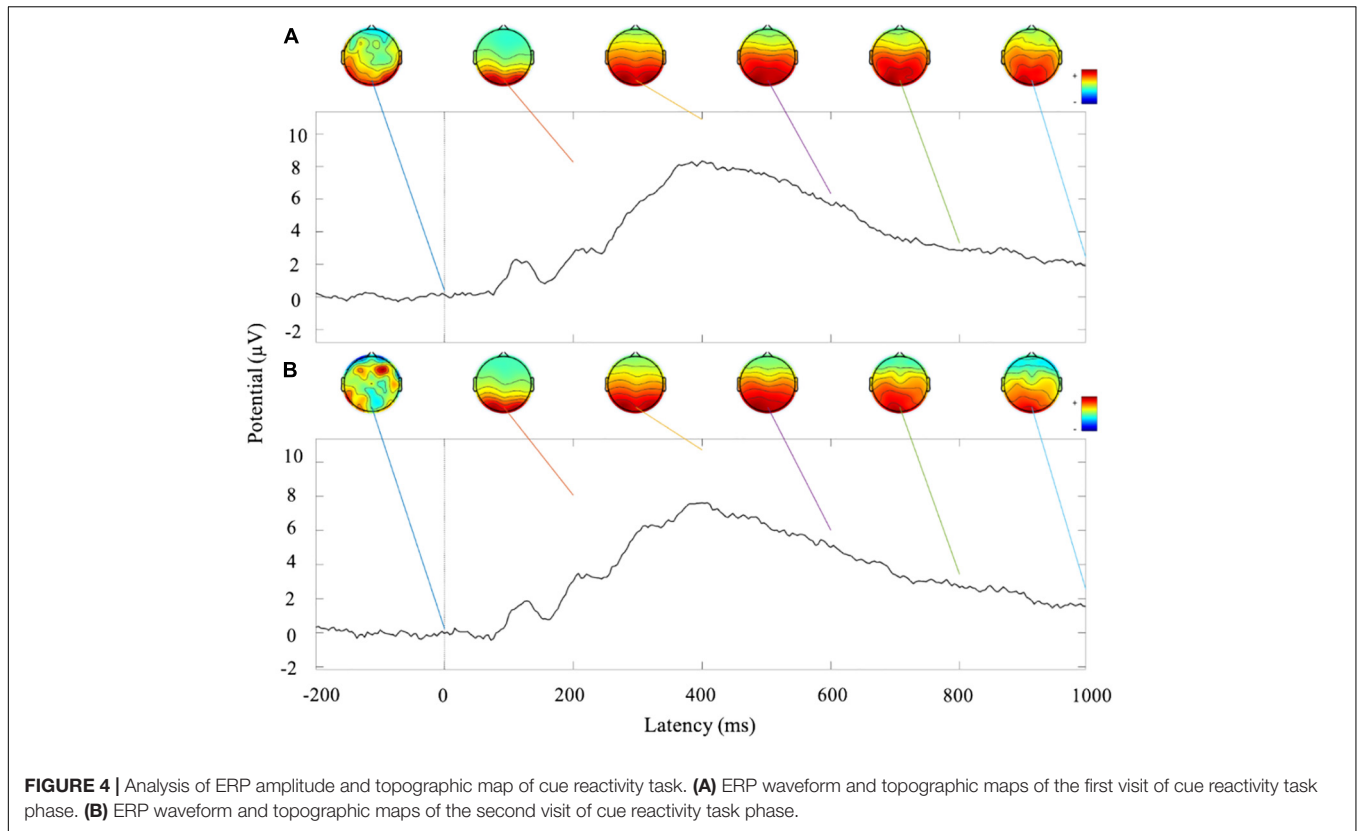 A
+
-
10
8
6
4
2
0
-2
B
+
-
10
8
6
4
2
0
-2
Potential (µV)
-200 0 200 400 600 800 1000
Latency (ms)
FIGURE 4 | Analysis of ERP amplitude and topographic map of cue reactivity task. (A) ERP waveform and topographic maps of the first visit of cue reactivity task
phase. (B) ERP waveform and topographic maps of the second visit of cue reactivity task phase.